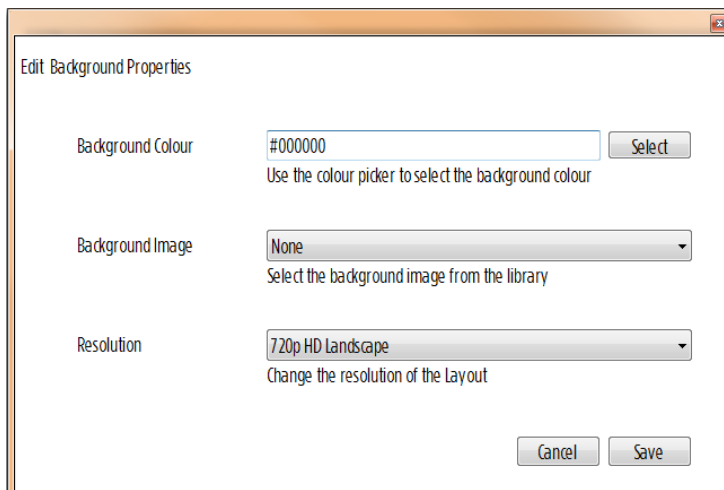 Edit Background Properties
Background Colour
#000000
Select
Use the colour picker to select the background colour
Background Image
None
Select the background image from the library
Resolution
720p HD Landscape
Change the resolution of the Layout
Cancel
Save